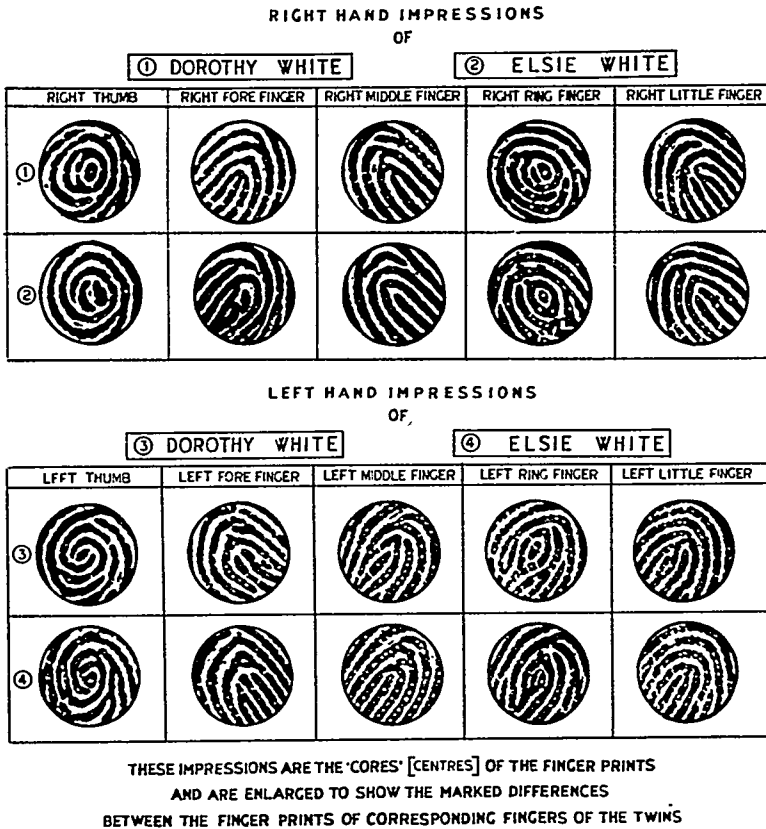 RIGHT HAND IMPRESSIONS
OF
① DOROTHY WHITE ② ELSIE WHITE
RIGHT THUMB RIGHT FORE FINGER RIGHT MIDDLE FINGER RIGHT RING FINGER RIGHT LITTLE FINGER
①
②
LEFT HAND IMPRESSIONS
OF,
③ DOROTHY WHITE ④ ELSIE WHITE
LEFT THUMB LEFT FORE FINGER LEFT MIDDLE FINGER LEFT RING FINGER LEFT LITTLE FINGER
③
④
THESE IMPRESSIONS ARE THE 'CORES' [CENTRES] OF THE FINGER PRINTS
AND ARE ENLARGED TO SHOW THE MARKED DIFFERENCES
BETWEEN THE FINGER PRINTS OF CORRESPONDING FINGERS OF THE TWINS